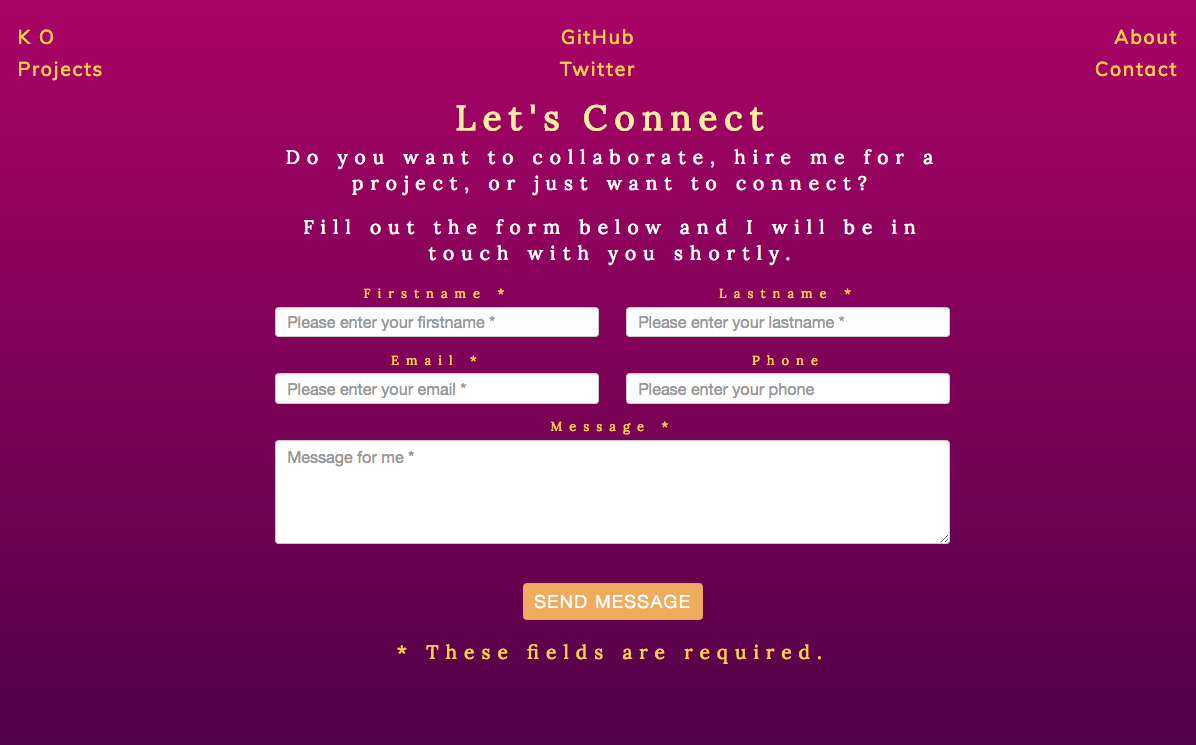 K O
GitHub
About
Projects
Twitter
Contact
Let's Connect
Do you want to collaborate, hire me for a
project, or just want to connect?
Fill out the form below and I will be in
touch with you shortly.
Firstname *
Lastname *
Please enter your firstname *
Please enter your lastname *
Email *
Phone
Please enter your email *
Please enter your phone
Message *
Message for me *
SEND MESSAGE
* These fields are required.